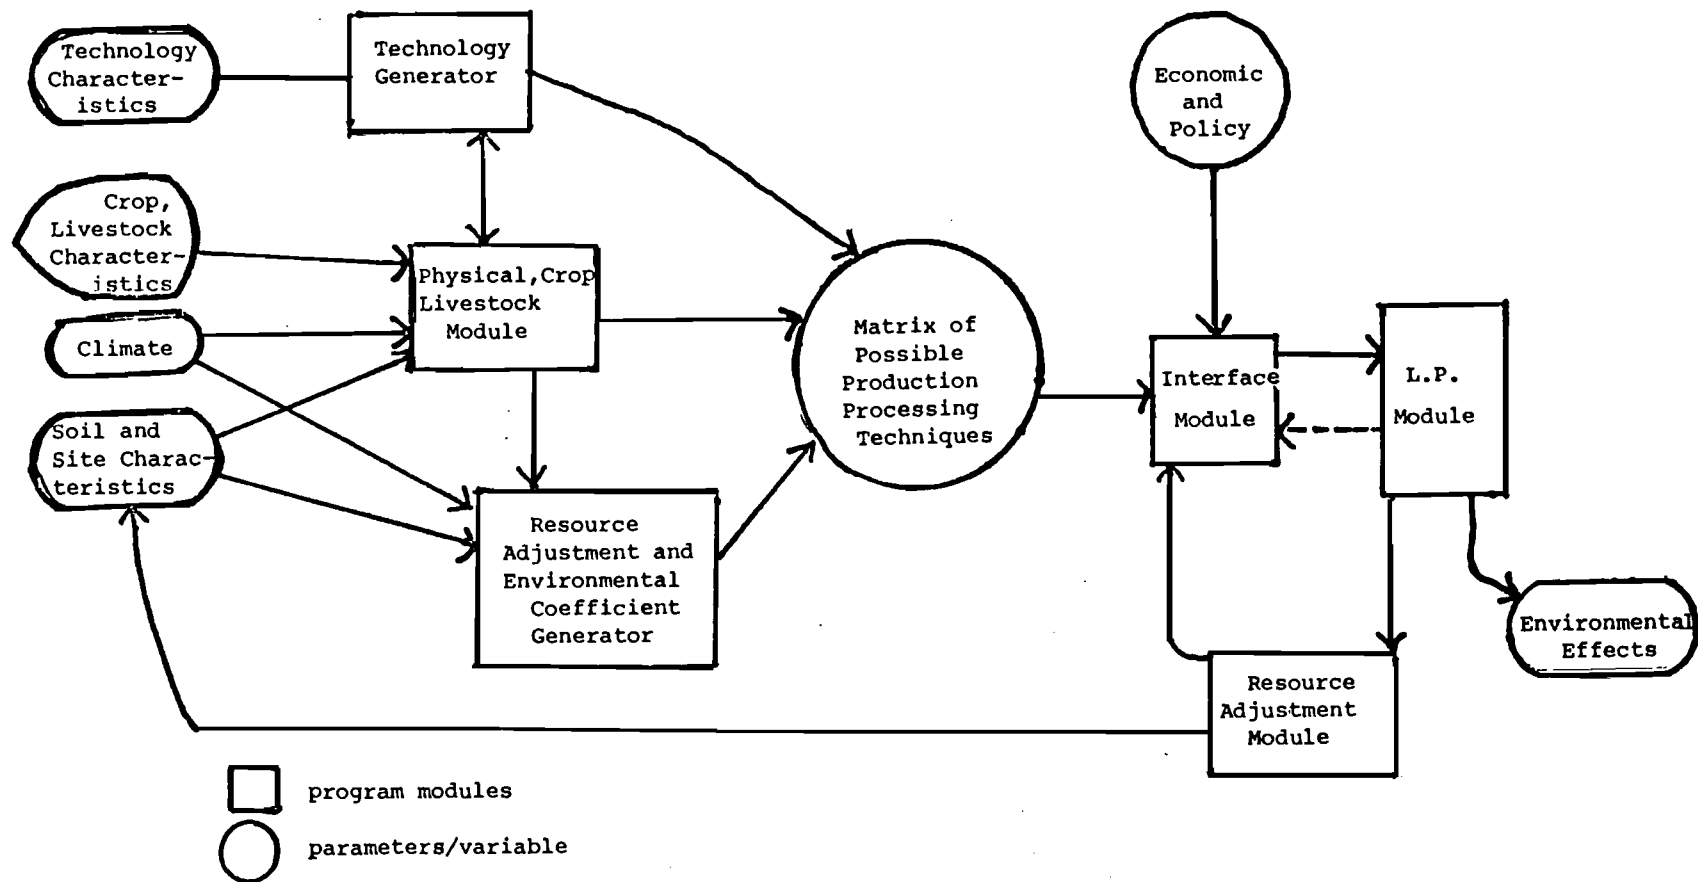 Technology
Character-
istics
Technology
Generator
Economic
and
Policy
Crop,
Livestock
Character-
istics
Physical,Crop
Livestock
Module
Climate
Matrix of
Possible
Production
Processing
Techniques
Interface
Module
L.P.
Module
Soil and
Site Charac-
teristics
Resource
Adjustment and
Environmental
Coefficient
Generator
Environmental
Effects
Resource
Adjustment
Module
program modules
parameters/variable